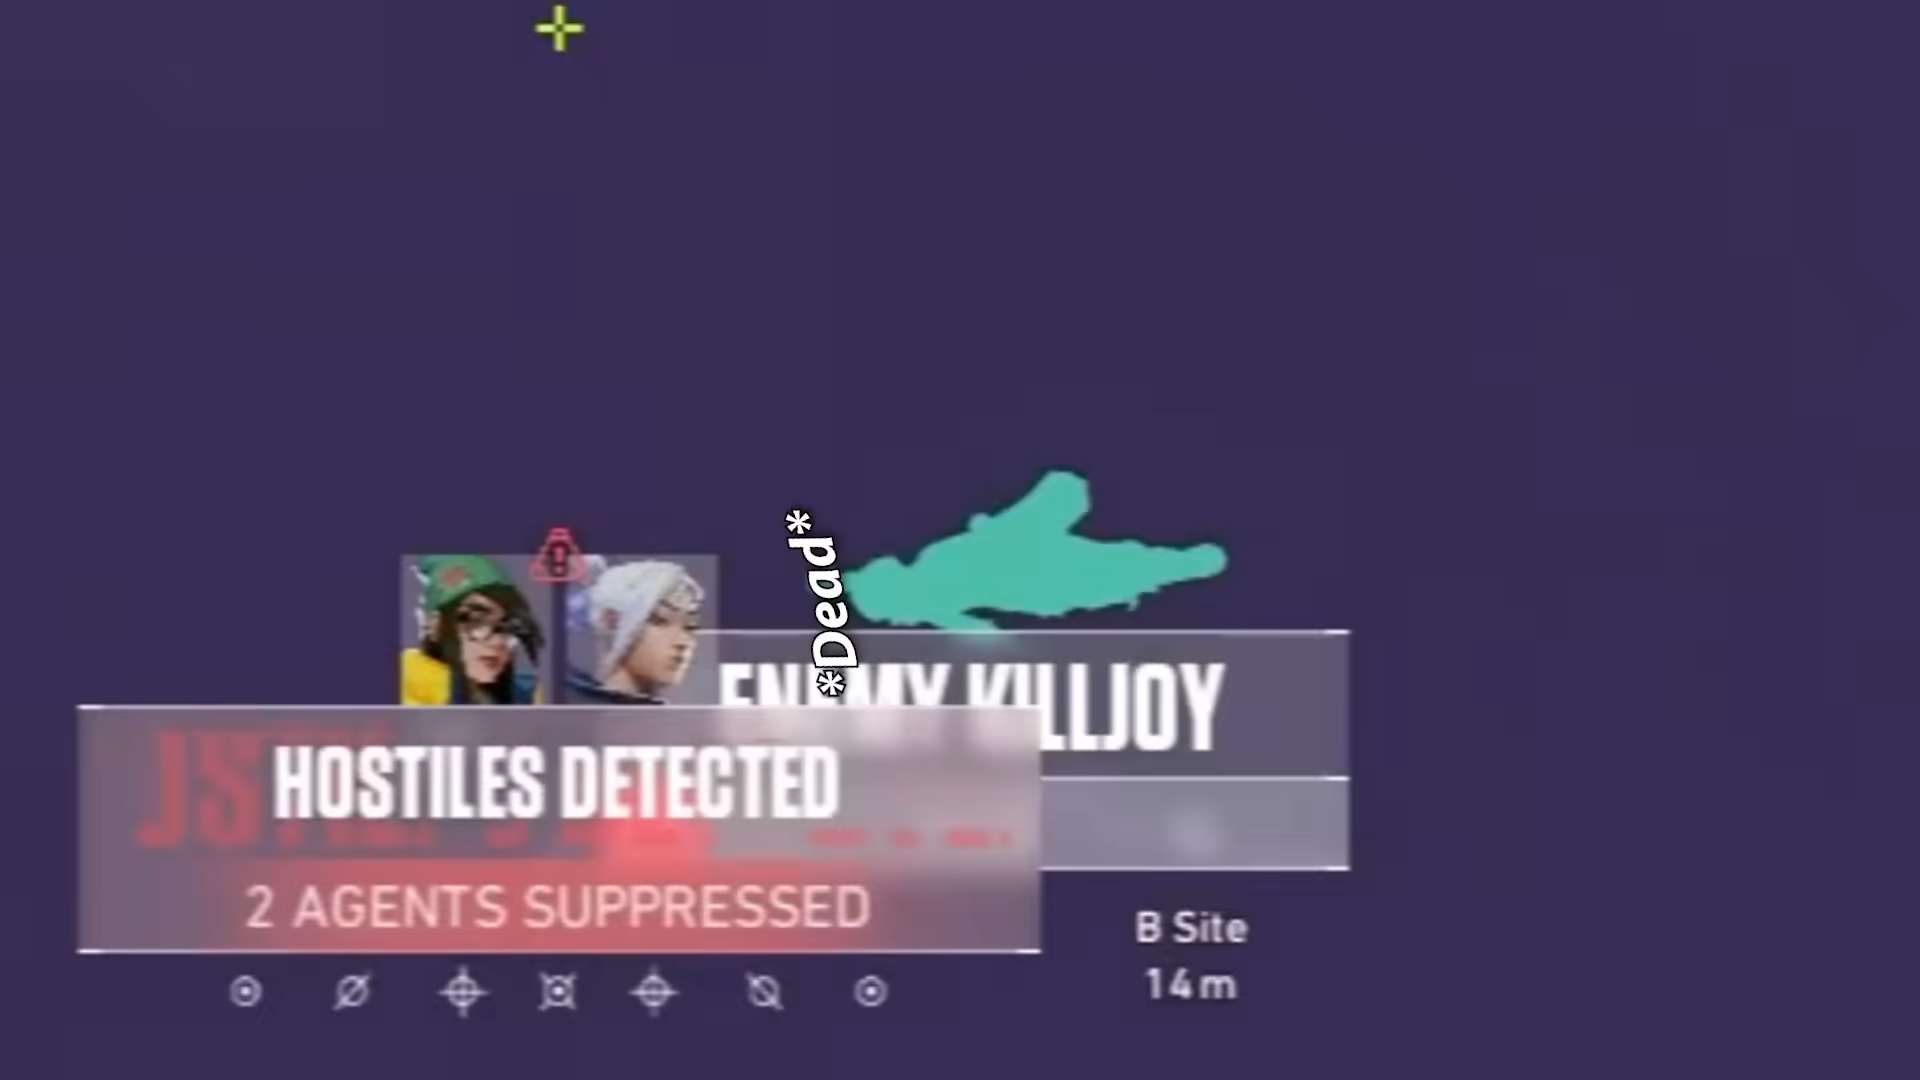 *Dead*
ENEMY KILLJOY
HOSTILES DETECTED
2 AGENTS SUPPRESSED
B Site
14m